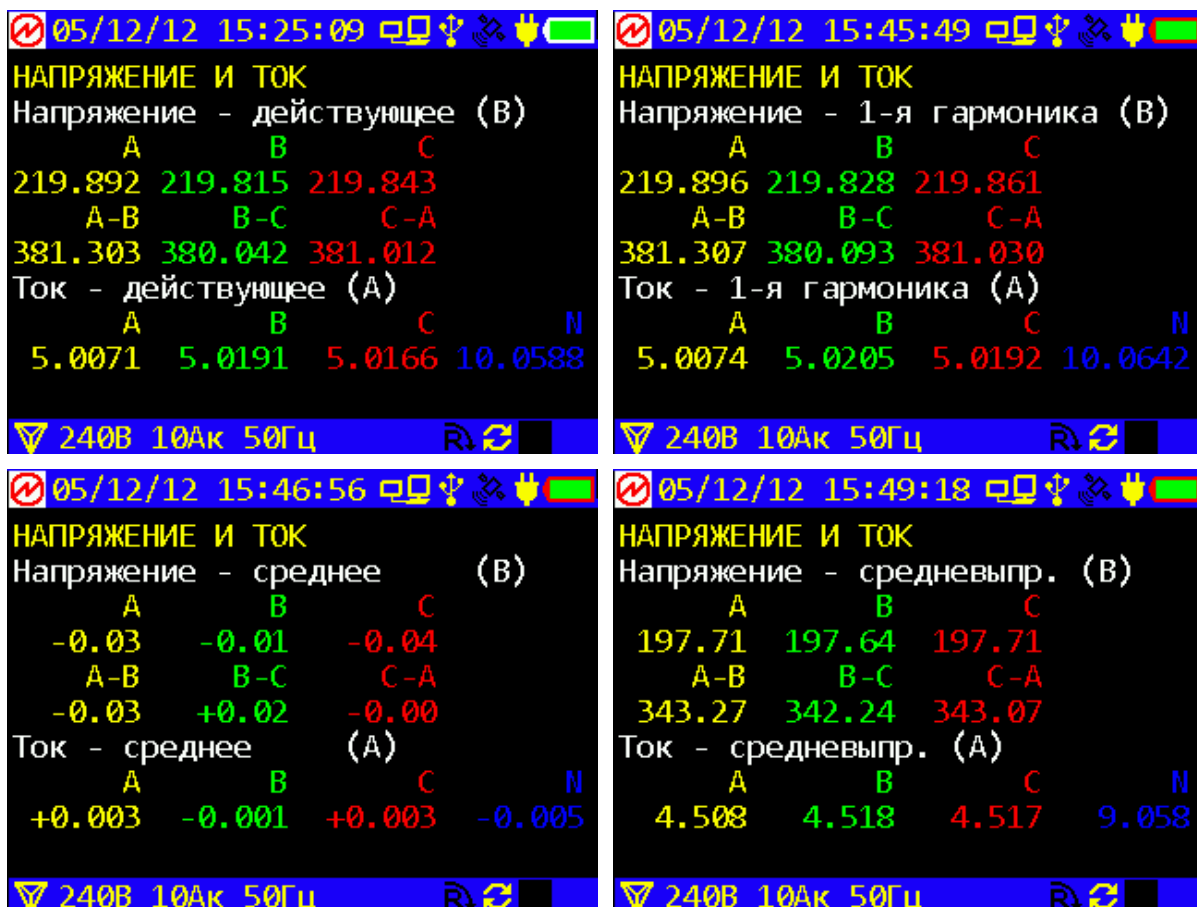 05/12/12 15:25:09
НАПРЯЖЕНИЕ И ТОК
Напряжение - действующее (В)
A B C
219.892 219.815 219.843
A-B B-C C-A
381.303 380.042 381.012
Ток - действующее (А)
A B C N
5.0071 5.0191 5.0166 10.0588
240В 10Ак 50Гц R
05/12/12 15:45:49
НАПРЯЖЕНИЕ И ТОК
Напряжение - 1-я гармоника (В)
A B C
219.896 219.828 219.861
A-B B-C C-A
381.307 380.093 381.030
Ток - 1-я гармоника (А)
A B C N
5.0074 5.0205 5.0192 10.0642
240В 10Ак 50Гц R
05/12/12 15:46:56
НАПРЯЖЕНИЕ И ТОК
Напряжение - среднее (В)
A B C
-0.03 -0.01 -0.04
A-B B-C C-A
-0.03 +0.02 -0.00
Ток - среднее (А)
A B C N
+0.003 -0.001 +0.003 -0.005
240В 10Ак 50Гц R
05/12/12 15:49:18
НАПРЯЖЕНИЕ И ТОК
Напряжение - средневыпр. (В)
A B C
197.71 197.64 197.71
A-B B-C C-A
343.27 342.24 343.07
Ток - средневыпр. (А)
A B C N
4.508 4.518 4.517 9.058
240В 10Ак 50Гц R